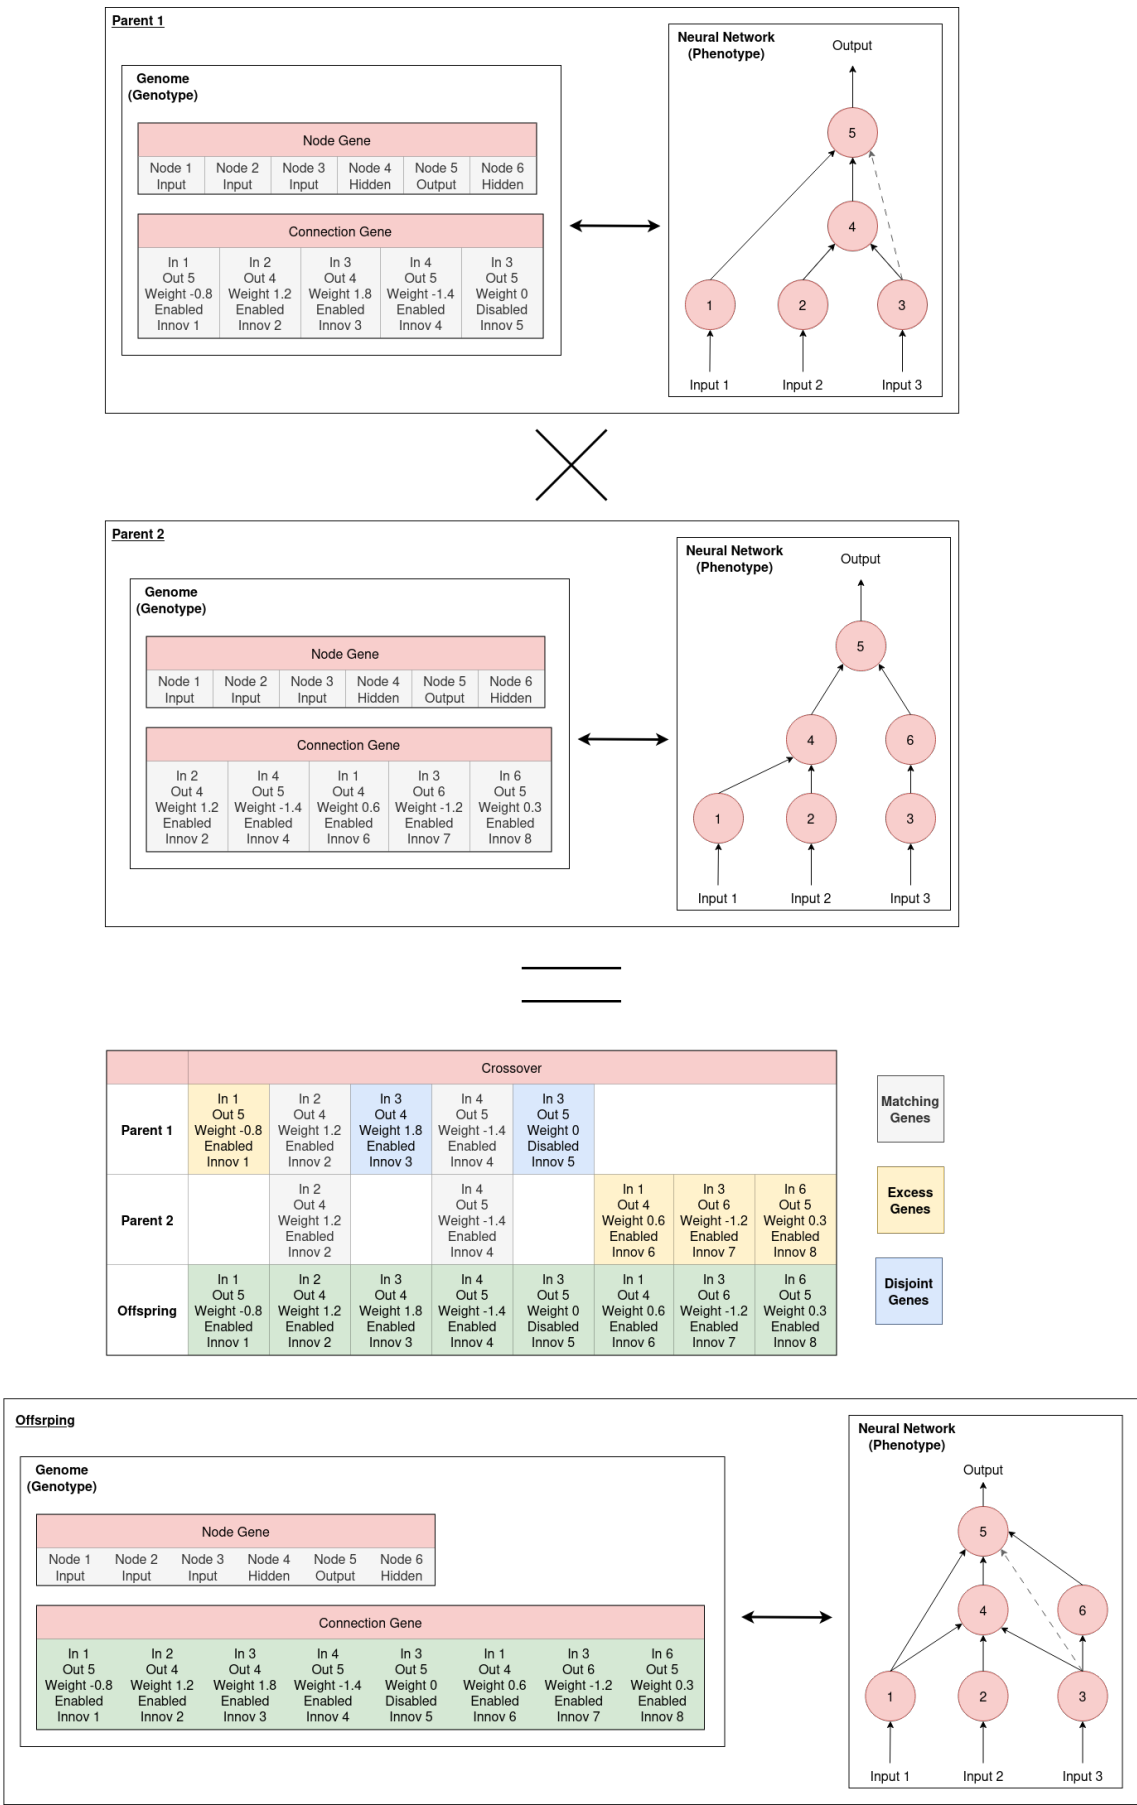 Parent 1
Neural Network
(Phenotype)
Output
Genome
(Genotype)
Node Gene
Node 1 Node 2 Node 3 Node 4 Node 5 Node 6
Input Input Input Hidden Output Hidden
Connection Gene
In 1 In 2 In 3 In 4 In 3
Out 5 Out 4 Out 4 Out 5 Out 5
Weight -0.8 Weight 1.2 Weight 1.8 Weight -1.4 Weight 0
Enabled Enabled Enabled Enabled Disabled
Innov 1 Innov 2 Innov 3 Innov 4 Innov 5
5
4
1 2 3
Input 1 Input 2 Input 3
Parent 2
Neural Network
(Phenotype)
Output
Genome
(Genotype)
Node Gene
Node 1 Node 2 Node 3 Node 4 Node 5 Node 6
Input Input Input Hidden Output Hidden
Connection Gene
In 2 In 4 In 1 In 3 In 6
Out 4 Out 5 Out 4 Out 6 Out 5
Weight 1.2 Weight -1.4 Weight 0.6 Weight -1.2 Weight 0.3
Enabled Enabled Enabled Enabled Enabled
Innov 2 Innov 4 Innov 6 Innov 7 Innov 8
5
4 6
1 2 3
Input 1 Input 2 Input 3
Crossover
Parent 1
In 1 In 2 In 3 In 4 In 3
Out 5 Out 4 Out 4 Out 5 Out 5
Weight -0.8 Weight 1.2 Weight 1.8 Weight -1.4 Weight 0
Enabled Enabled Enabled Enabled Disabled
Innov 1 Innov 2 Innov 3 Innov 4 Innov 5
Parent 2
In 2 In 4 In 1 In 3 In 6
Out 4 Out 5 Out 4 Out 6 Out 5
Weight 1.2 Weight -1.4 Weight 0.6 Weight -1.2 Weight 0.3
Enabled Enabled Enabled Enabled Enabled
Innov 2 Innov 4 Innov 6 Innov 7 Innov 8
Offspring
In 1 In 2 In 3 In 4 In 3 In 1 In 3 In 6
Out 5 Out 4 Out 4 Out 5 Out 5 Out 4 Out 6 Out 5
Weight -0.8 Weight 1.2 Weight 1.8 Weight -1.4 Weight 0 Weight 0.6 Weight -1.2 Weight 0.3
Enabled Enabled Enabled Enabled Disabled Enabled Enabled Enabled
Innov 1 Innov 2 Innov 3 Innov 4 Innov 5 Innov 6 Innov 7 Innov 8
Matching
Genes
Excess
Genes
Disjoint
Genes
Offsrping
Neural Network
(Phenotype)
Output
Genome
(Genotype)
Node Gene
Node 1 Node 2 Node 3 Node 4 Node 5 Node 6
Input Input Input Hidden Output Hidden
Connection Gene
In 1 In 2 In 3 In 4 In 3 In 1 In 3 In 6
Out 5 Out 4 Out 4 Out 5 Out 5 Out 4 Out 6 Out 5
Weight -0.8 Weight 1.2 Weight 1.8 Weight -1.4 Weight 0 Weight 0.6 Weight -1.2 Weight 0.3
Enabled Enabled Enabled Enabled Disabled Enabled Enabled Enabled
Innov 1 Innov 2 Innov 3 Innov 4 Innov 5 Innov 6 Innov 7 Innov 8
5
4 6
1 2 3
Input 1 Input 2 Input 3